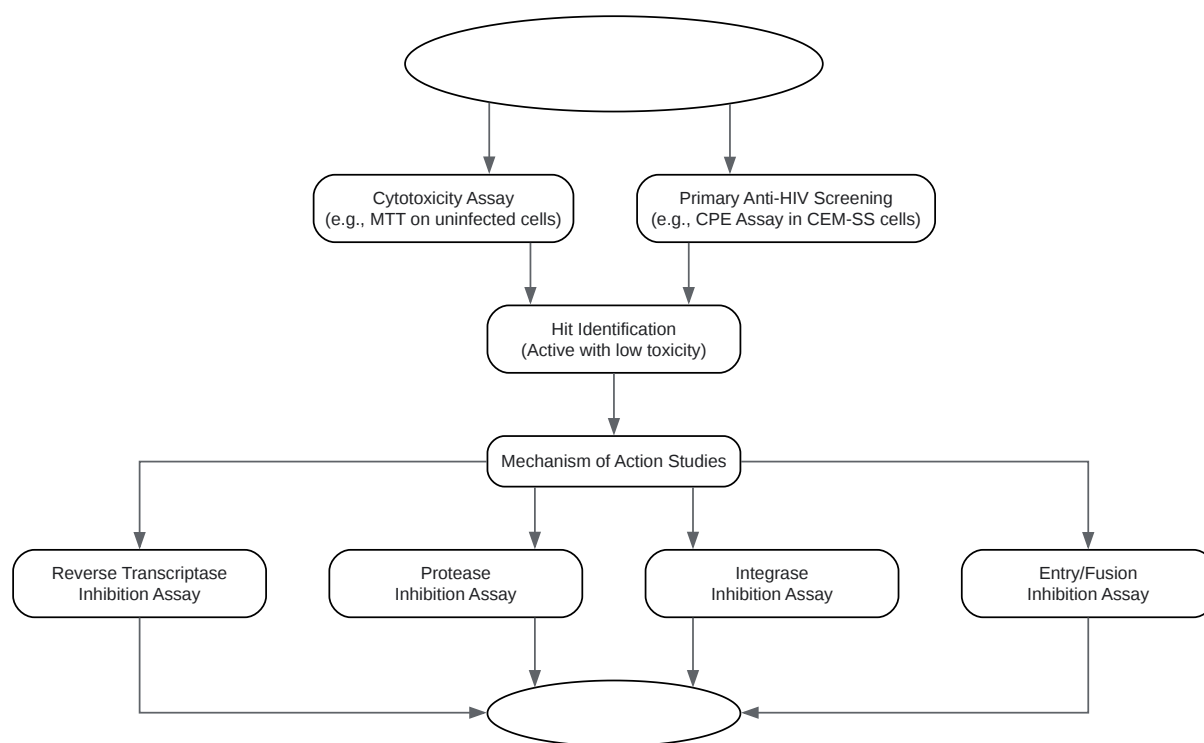 Cytotoxicity Assay
(e.g., MTT on uninfected cells)
Primary Anti-HIV Screening
(e.g., CPE Assay in CEM-SS cells)
Hit Identification
(Active with low toxicity)
Mechanism of Action Studies
Reverse Transcriptase
Inhibition Assay
Protease
Inhibition Assay
Integrase
Inhibition Assay
Entry/Fusion
Inhibition Assay